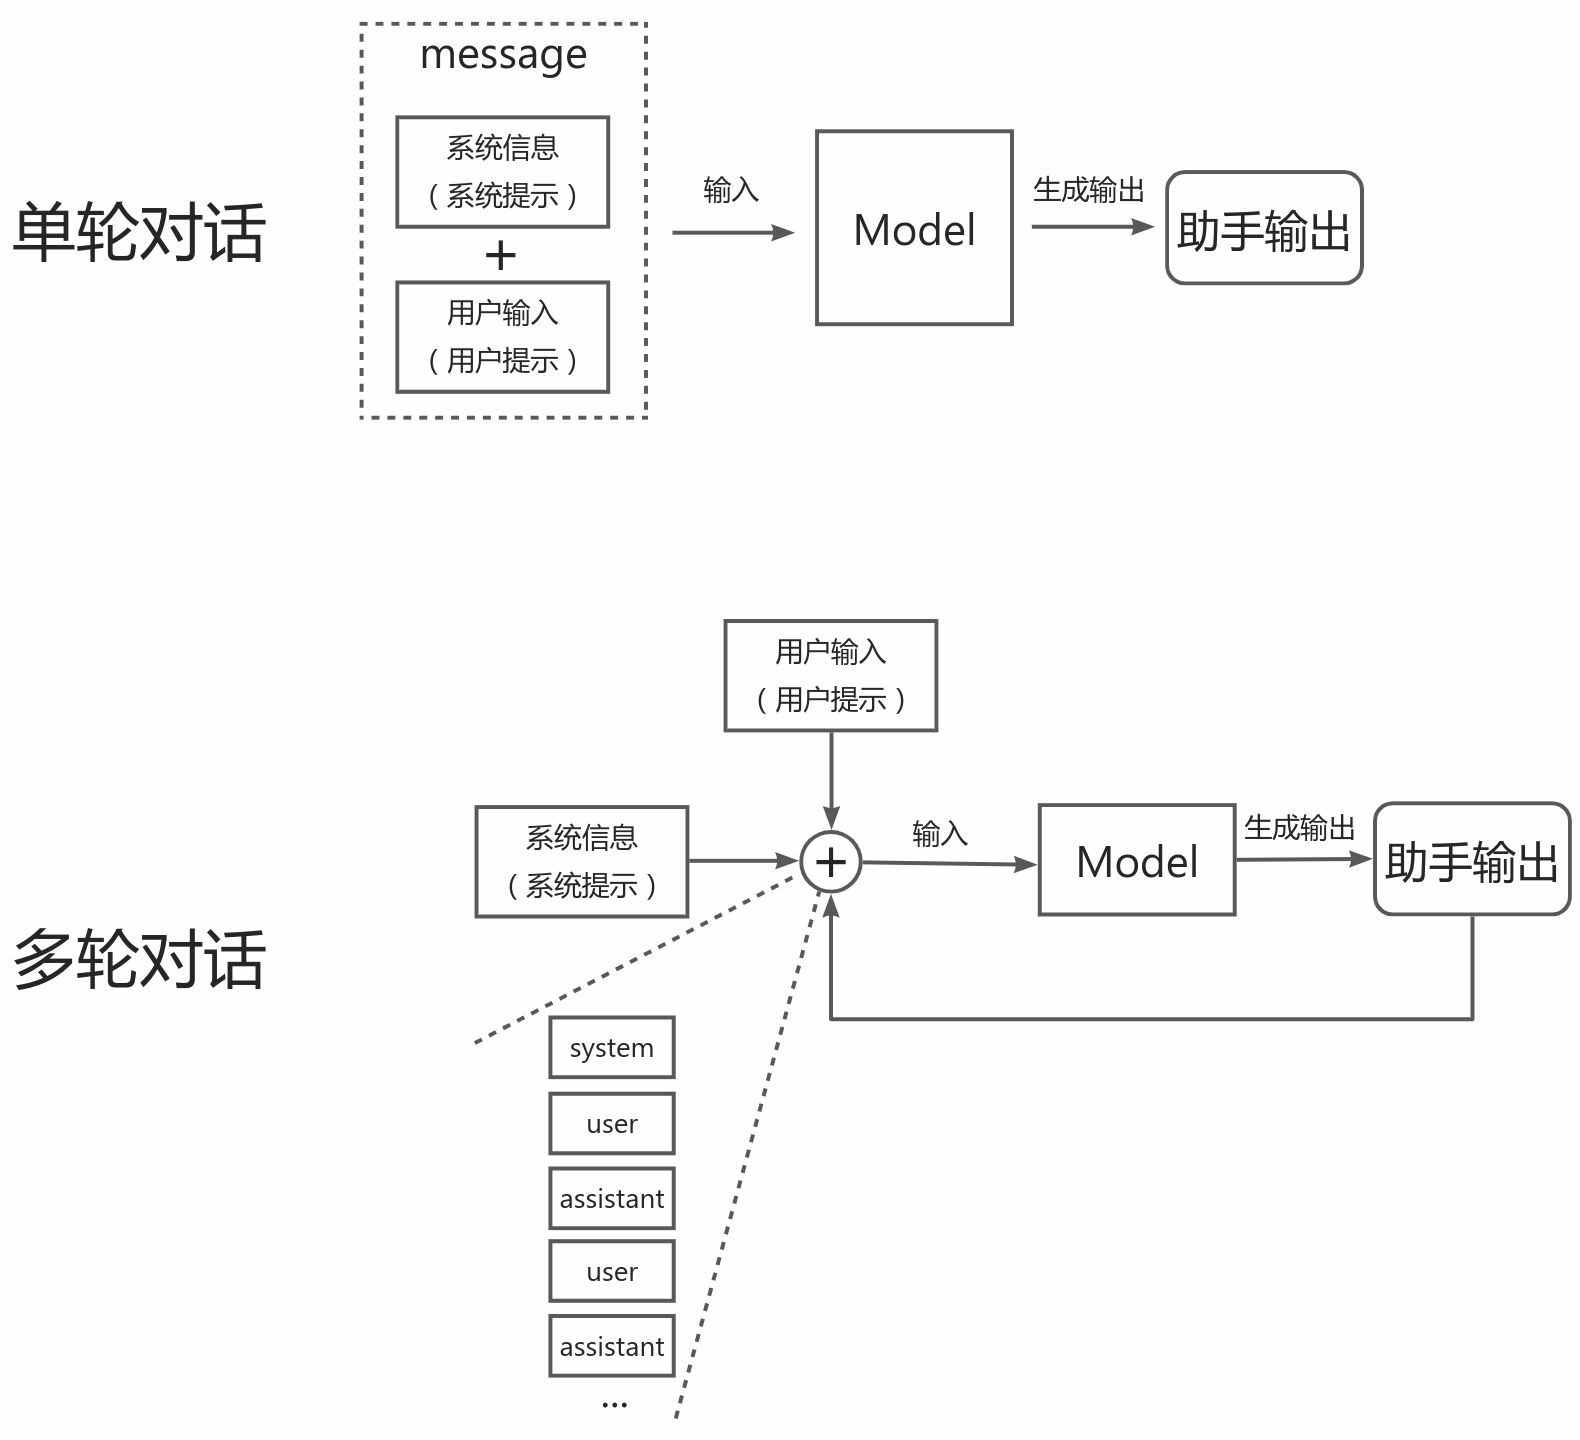 单轮对话
message
系统信息
（系统提示）
+
用户输入
（用户提示）
输入
Model
生成输出
助手输出
多轮对话
用户输入
（用户提示）
系统信息
（系统提示）
+
输入
Model
生成输出
助手输出
system
user
assistant
user
assistant
...